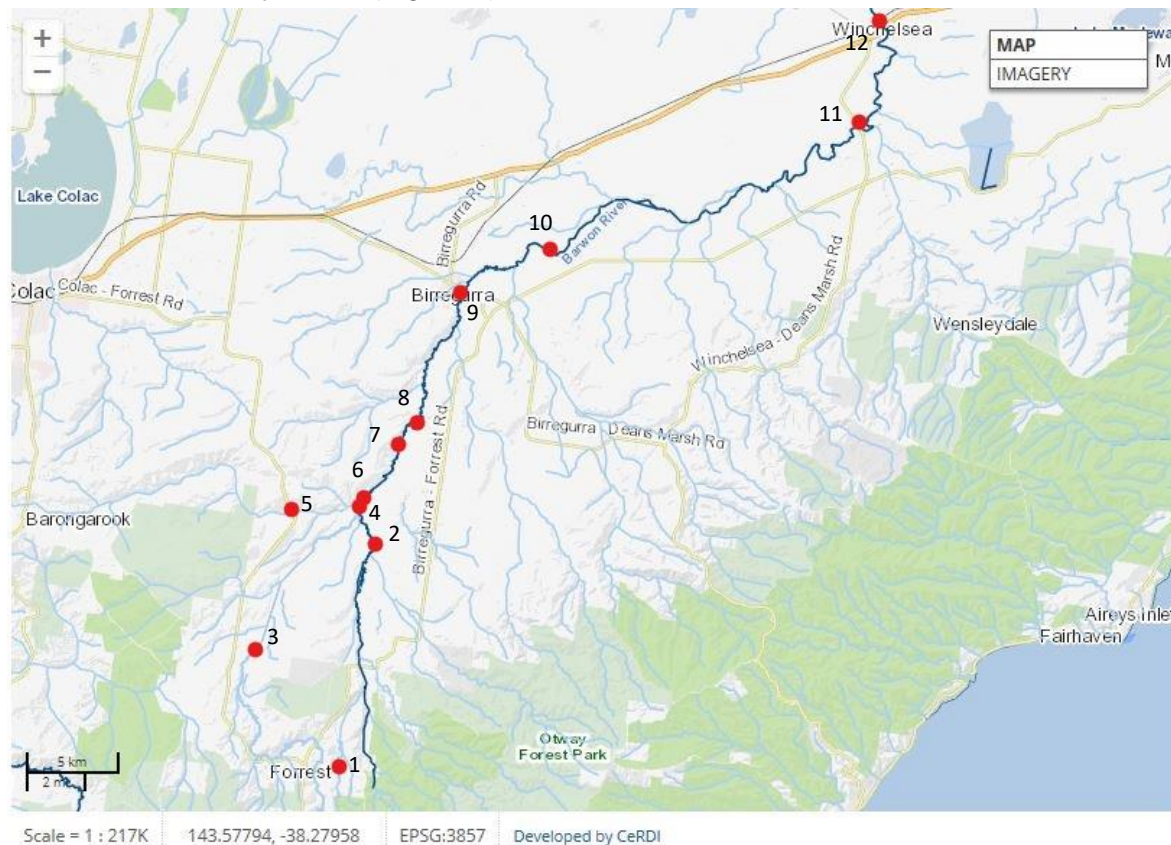 +
−
Winchelsea
12
MAP
IMAGERY
M
11
Lake Colac
Birregurra Rd
10
Barwon River
Colac
Colac - Forrest Rd
Birregurra
9
Winchelsea - Deans Marsh Rd
Wensleydale
8
Birregurra - Deans Marsh Rd
7
Birregurra - Forrest Rd
6
5
4
Barongarook
2
Aireys Inle
Fairhaven
3
Otway
Forest Park
5 km
2 m
Forrest
1
Scale = 1 : 217K 143.57794, -38.27958 EPSG:3857 Developed by CeRDI